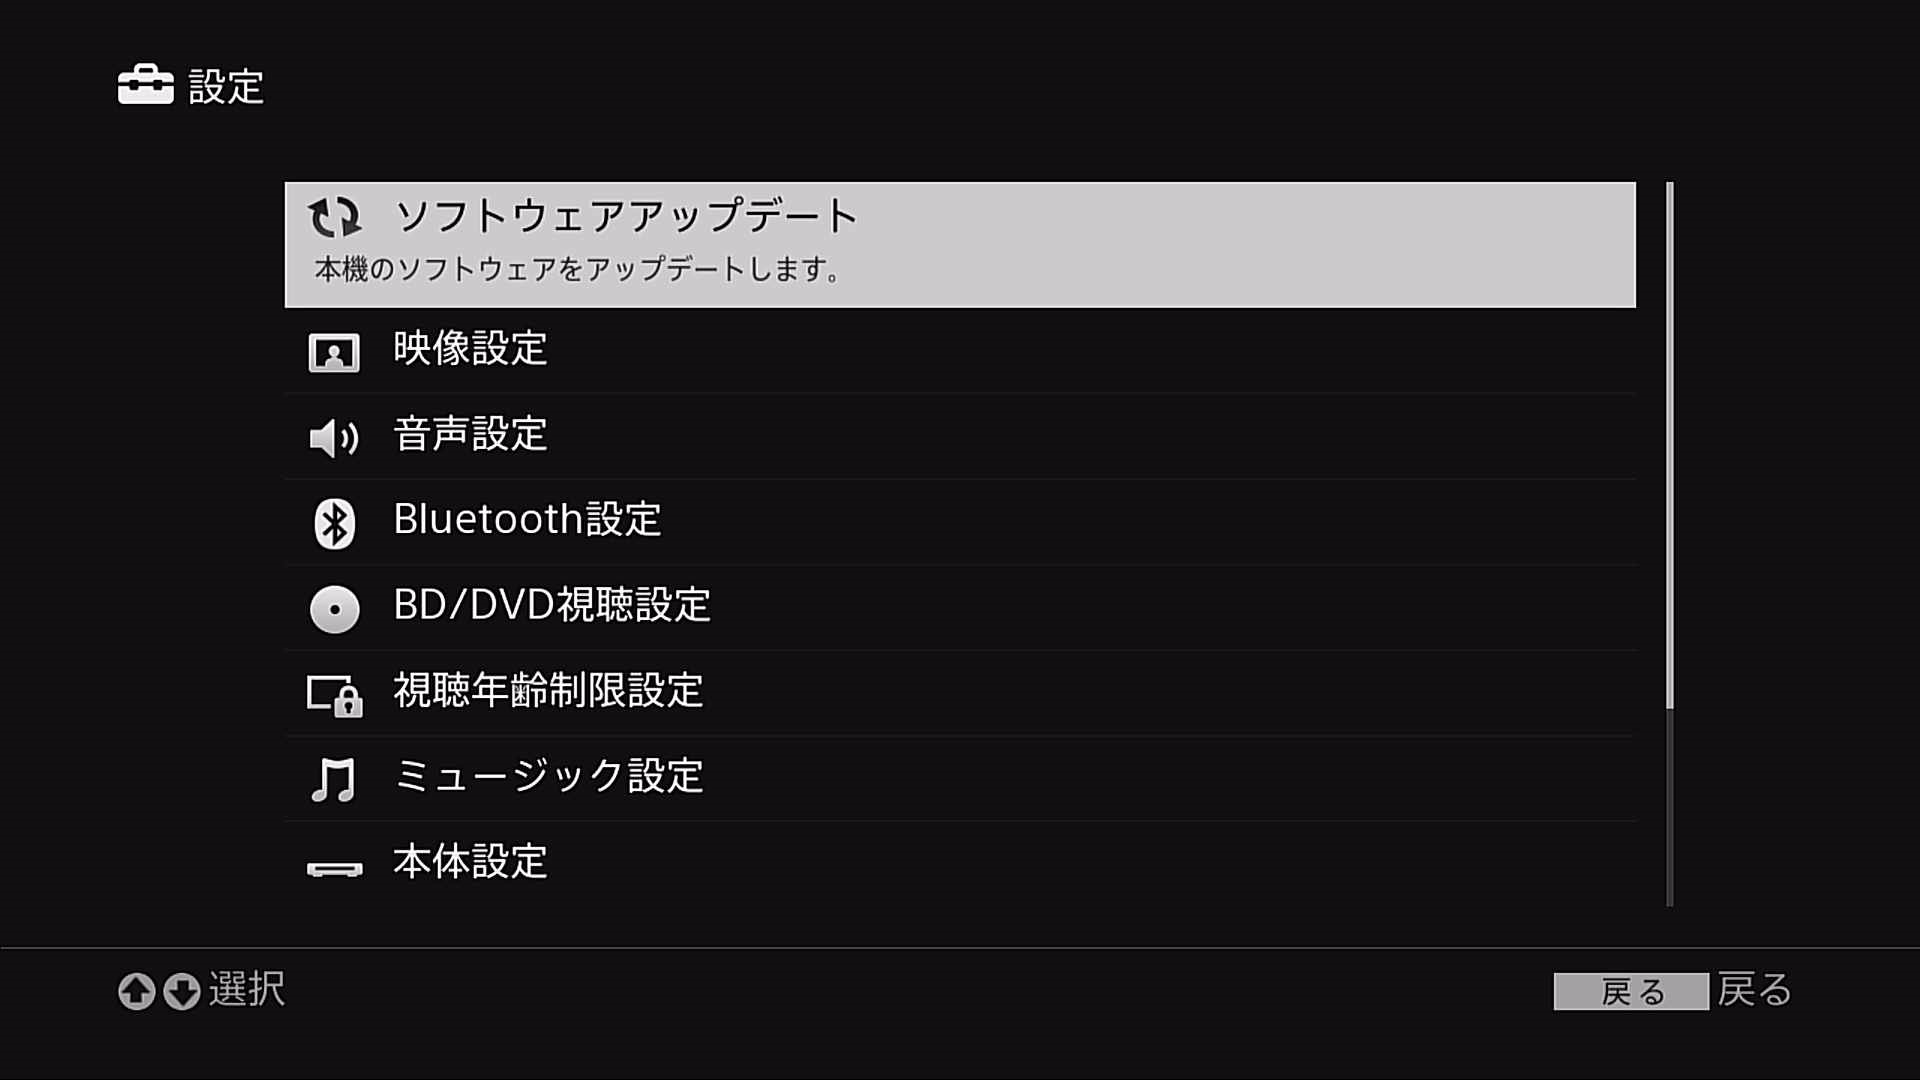 設定
ソフトウェアアップデート
本機のソフトウェアをアップデートします。
映像設定
音声設定
Bluetooth設定
BD/DVD視聴設定
視聴年齢制限設定
ミュージック設定
本体設定
選択
戻る 戻る